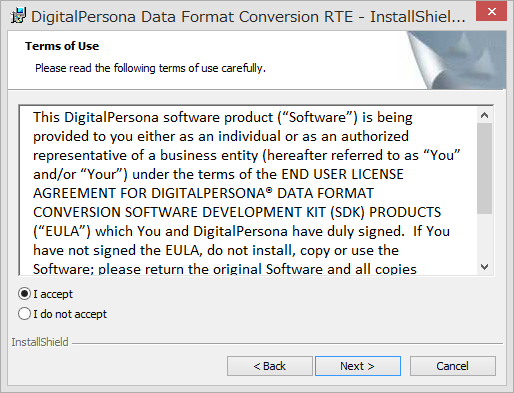 DigitalPersona Data Format Conversion RTE - InstallShield...
Terms of Use
Please read the following terms of use carefully.
This DigitalPersona software product (“Software”) is being
provided to you either as an individual or as an authorized
representative of a business entity (hereafter referred to as “You”
and/or “Your”) under the terms of the END USER LICENSE
AGREEMENT FOR DIGITALPERSONA® DATA FORMAT
CONVERSION SOFTWARE DEVELOPMENT KIT (SDK) PRODUCTS
(“EULA”) which You and DigitalPersona have duly signed.  If You
have not signed the EULA, do not install, copy or use the
Software; please return the original Software and all copies
I accept
I do not accept
InstallShield
< Back
Next >
Cancel